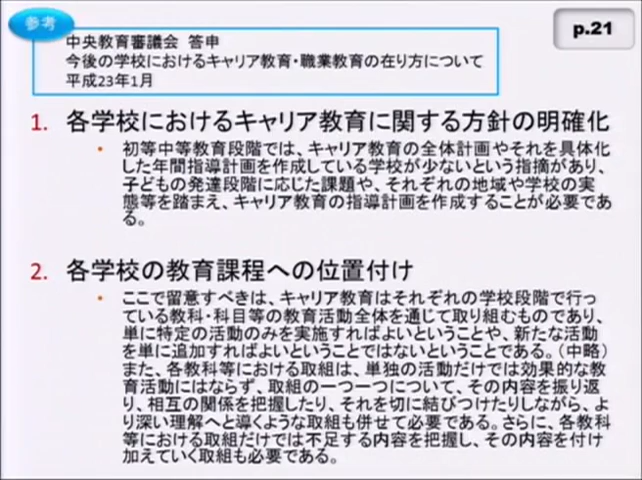 参考
p.21
中央教育審議会 答申
今後の学校におけるキャリア教育・職業教育の在り方について
平成23年1月
1. 各学校におけるキャリア教育に関する方針の明確化
• 初等中等教育段階では、キャリア教育の全体計画やそれを具体化
した年間指導計画を作成している学校が少ないという指摘があり、
子どもの発達段階に応じた課題や、それぞれの地域や学校の実
態等を踏まえ、キャリア教育の指導計画を作成することが必要であ
る。
2. 各学校の教育課程への位置付け
• ここで留意すべきは、キャリア教育はそれぞれの学校段階で行っ
ている教科・科目等の教育活動全体を通じて取り組むものであり、
単に特定の活動のみを実施すればよいということや、新たな活動
を単に追加すればよいということではないということである。（中略）
また、各教科等における取組は、単独の活動だけでは効果的な教
育活動にはならず、取組の一つ一つについて、その内容を振り返
り、相互の関係を把握したり、それを切に結びつけたりしながら、よ
り深い理解へと導くような取組も併せて必要である。さらに、各教科
等における取組だけでは不足する内容を把握し、その内容を付け
加えていく取組も必要である。